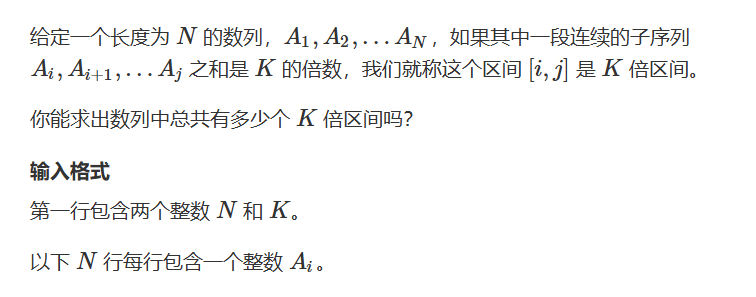 给定一个长度为 N 的数列，A₁, A₂, … A_N，如果其中一段连续的子序列
A_i, A_{i+1}, … A_j 之和是 K 的倍数，我们就称这个区间 [i, j] 是 K 倍区间。
你能求出数列中总共有多少个 K 倍区间吗？
输入格式
第一行包含两个整数 N 和 K。
以下 N 行每行包含一个整数 A_i。